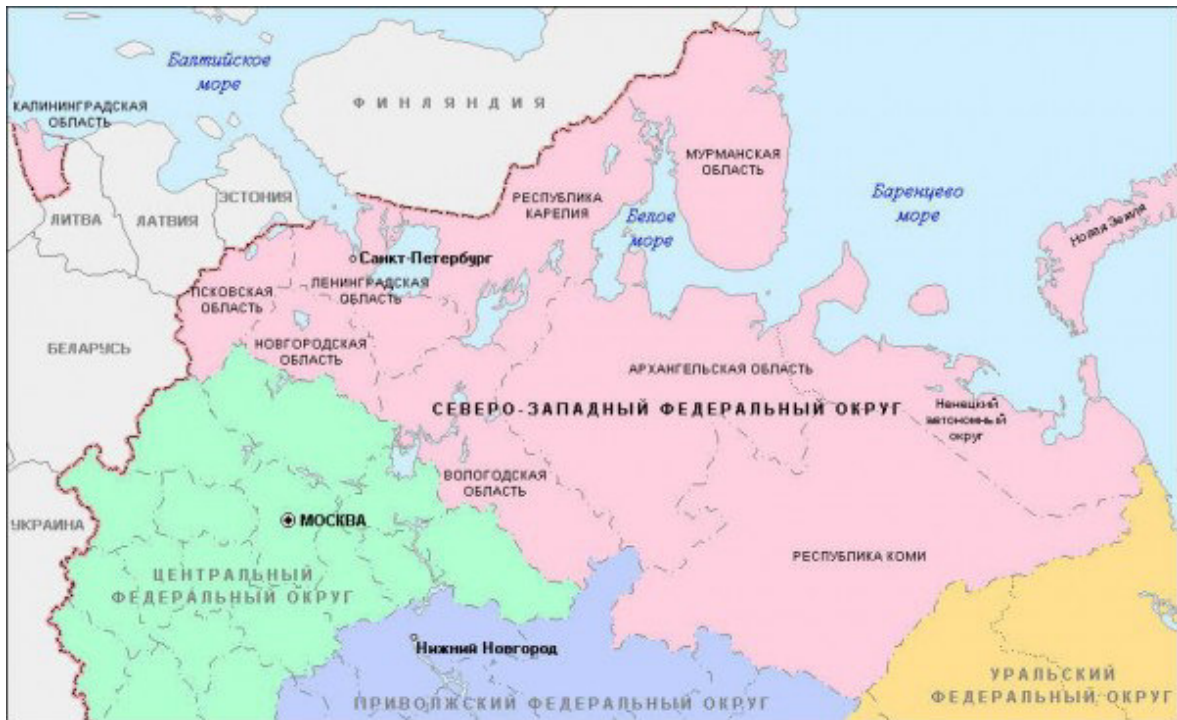 Балтийское
море
КАЛИНИНГРАДСКАЯ
ОБЛАСТЬ
ФИНЛЯНДИЯ
МУРМАНСКАЯ
ОБЛАСТЬ
ЭСТОНИЯ
ЛИТВА
ЛАТВИЯ
РЕСПУБЛИКА
КАРЕЛИЯ
Белое
море
Баренцево
море
Новая Земля
Санкт-Петербург
ПСКОВСКАЯ
ОБЛАСТЬ
ЛЕНИНГРАДСКАЯ
ОБЛАСТЬ
БЕЛАРУСЬ
НОВГОРОДСКАЯ
ОБЛАСТЬ
АРХАНГЕЛЬСКАЯ ОБЛАСТЬ
СЕВЕРО-ЗАПАДНЫЙ ФЕДЕРАЛЬНЫЙ ОКРУГ
Ненецкий
автономный
округ
ВОЛОГОДСКАЯ
ОБЛАСТЬ
УКРАИНА
МОСКВА
РЕСПУБЛИКА КОМИ
ЦЕНТРАЛЬНЫЙ
ФЕДЕРАЛЬНЫЙ ОКРУГ
Нижний Новгород
ПРИВОЛЖСКИЙ ФЕДЕРАЛЬНЫЙ ОКРУГ
УРАЛЬСКИЙ
ФЕДЕРАЛЬНЫЙ ОКРУГ